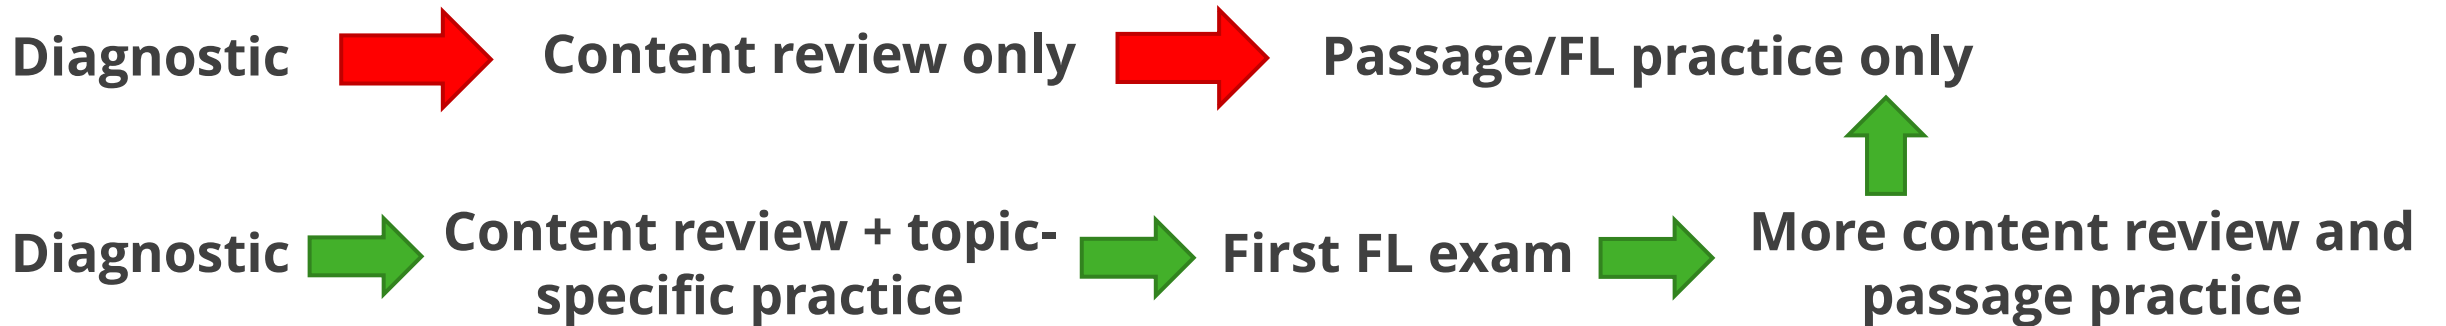 Diagnostic
Content review only
Passage/FL practice only
Diagnostic
Content review + topic-
specific practice
First FL exam
More content review and
passage practice